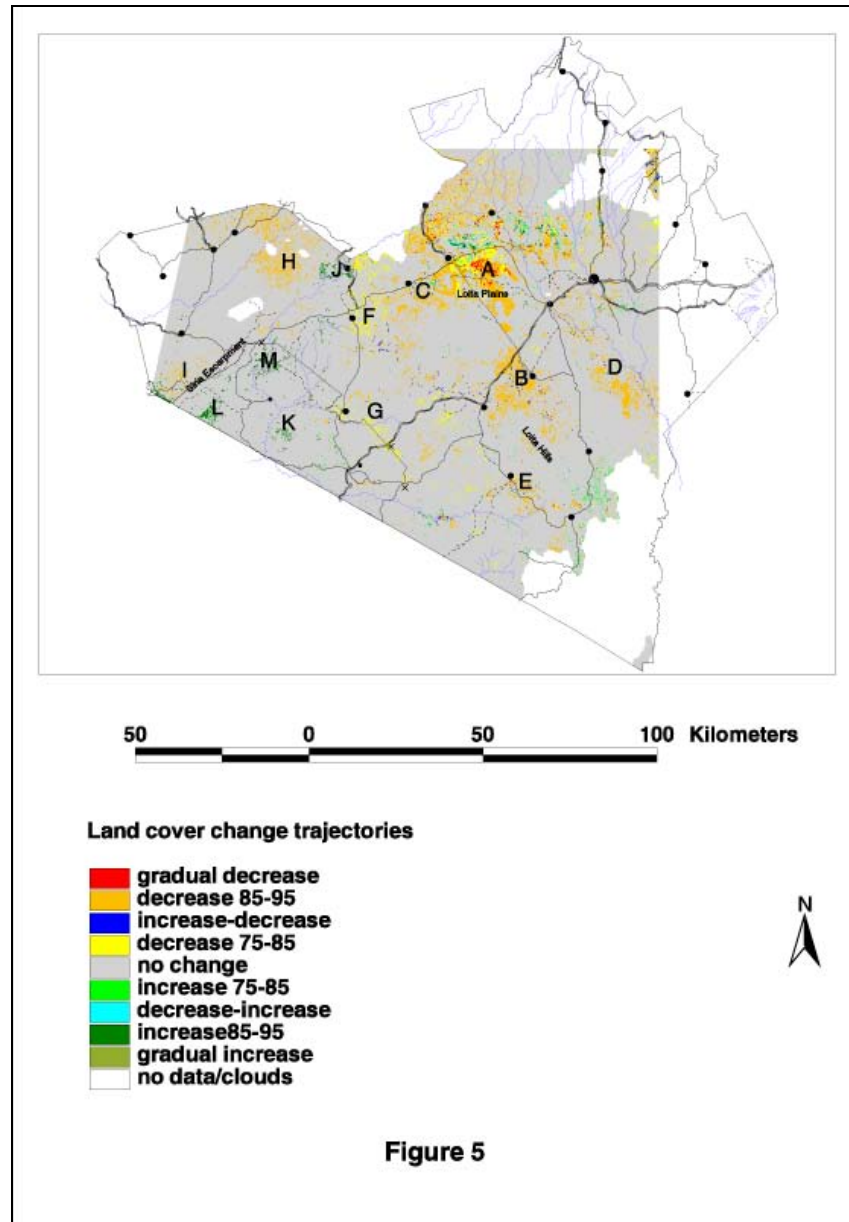 H
J
A
Loita Plains
C
F
I
Siria Escarpment
M
B
D
L
K
G
Loita Hills
E
50 0 50 100 Kilometers
Land cover change trajectories
gradual decrease
decrease 85-95
increase-decrease
decrease 75-85
no change
increase 75-85
decrease-increase
increase85-95
gradual increase
no data/clouds
N
Figure 5